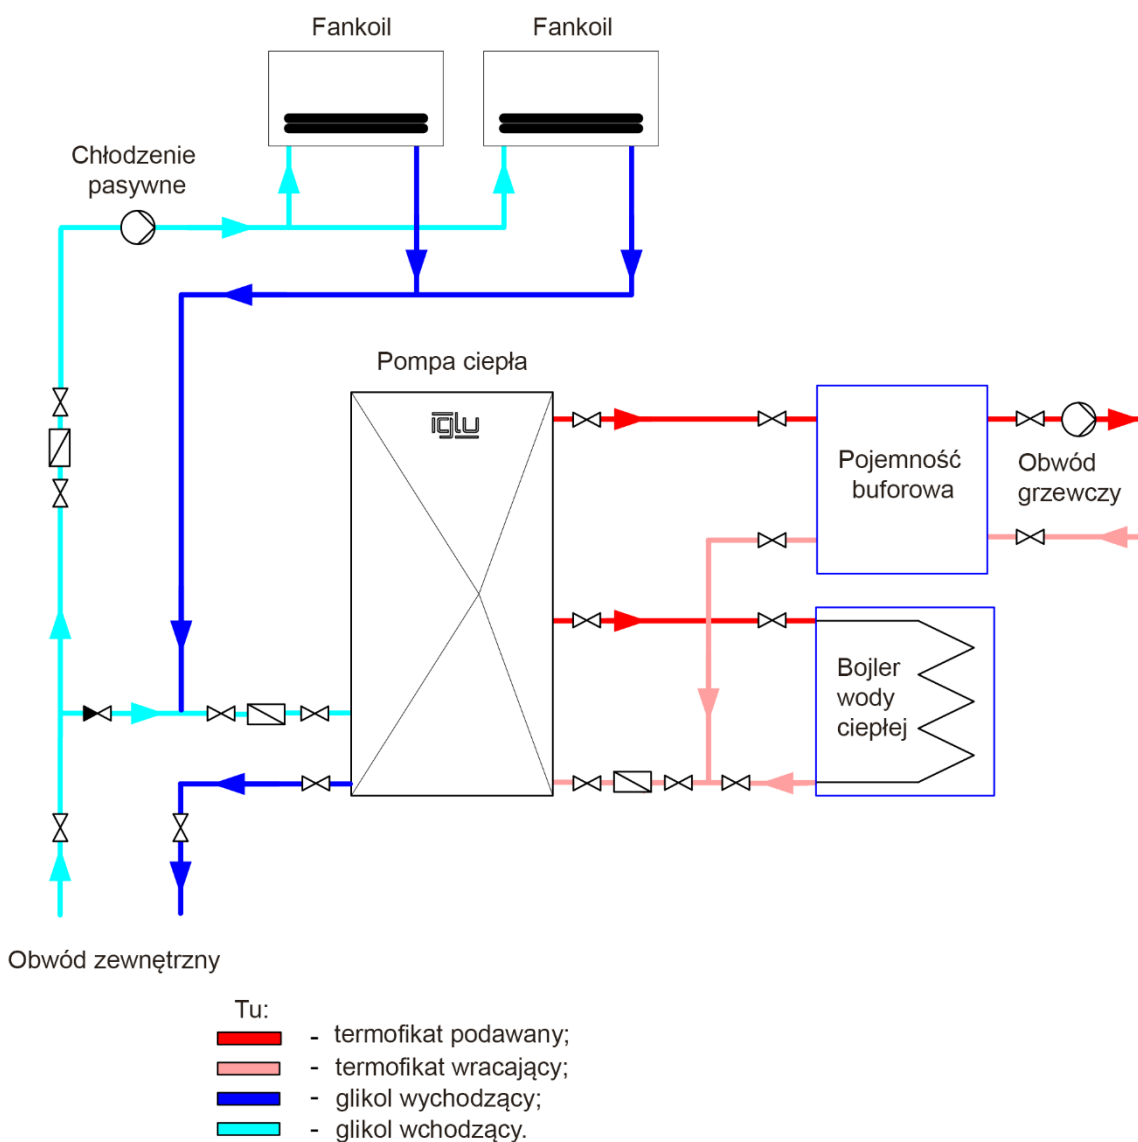 Fankoil
Fankoil
Chłodzenie
pasywne
Pompa ciepła
iglu
Pojemność
buforowa
Obwód
grzewczy
Bojler
wody
ciepłej
Obwód zewnętrzny
Tu:
- termofikat podawany;
- termofikat wracający;
- glikol wychodzący;
- glikol wchodzący.